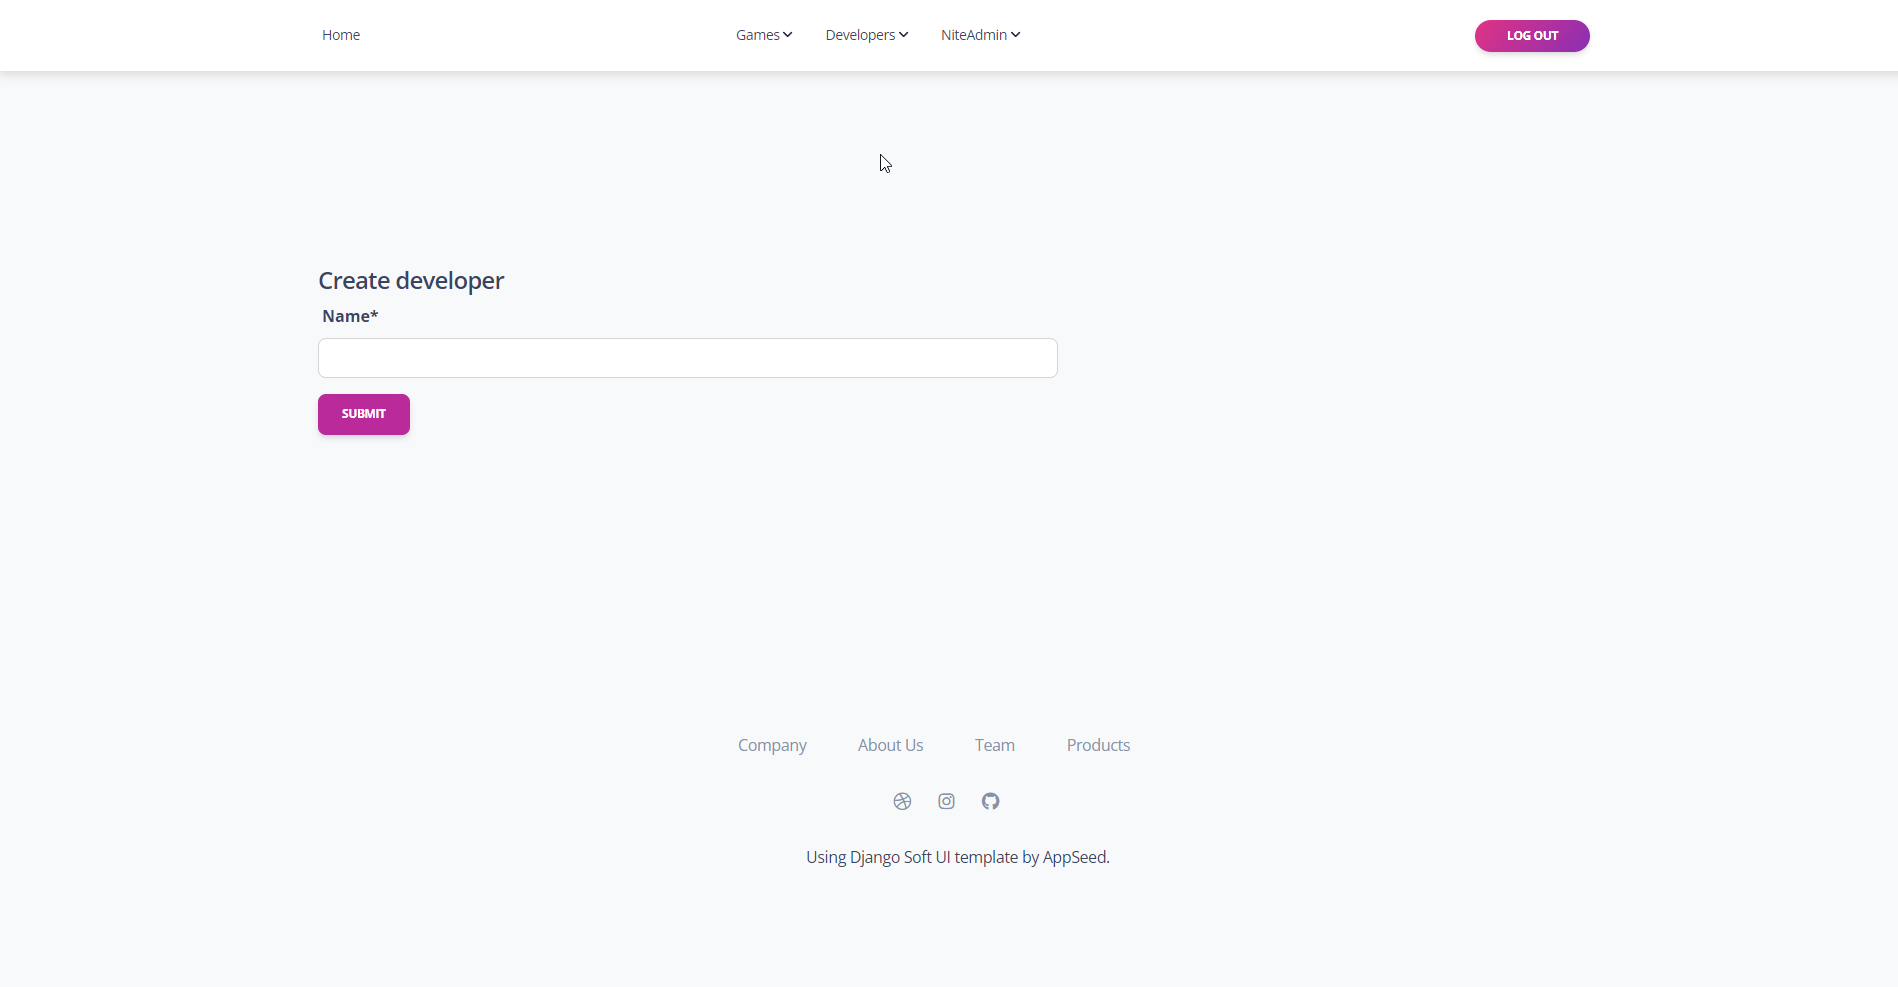 Home
Games
Developers
NiteAdmin
LOG OUT
Create developer
Name*
SUBMIT
Company
About Us
Team
Products
Using Django Soft UI template by AppSeed.